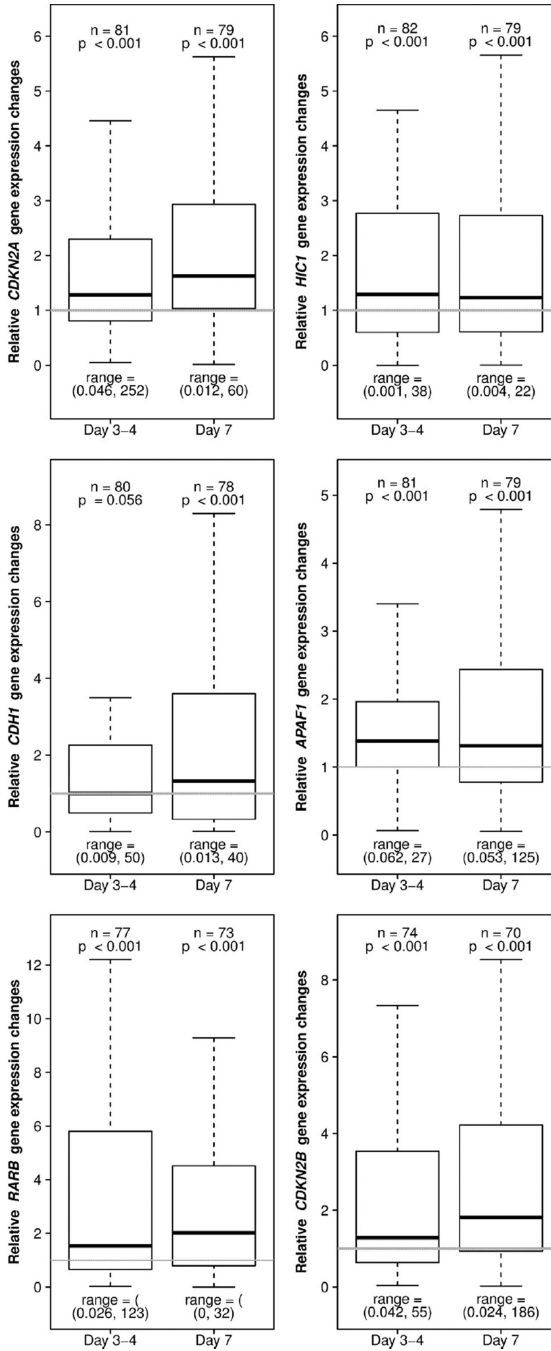 Relative CDKN2A gene expression changes
6
5
4
3
2
1
0
n = 81
p < 0.001
n = 79
p < 0.001
range =
(0.046, 252)
range =
(0.012, 60)
Day 3−4
Day 7
Relative HIC1 gene expression changes
6
5
4
3
2
1
0
n = 82
p < 0.001
n = 79
p < 0.001
range =
(0.001, 38)
range =
(0.004, 22)
Day 3−4
Day 7
Relative CDH1 gene expression changes
8
6
4
2
0
n = 80
p = 0.056
n = 78
p < 0.001
range =
(0.009, 50)
range =
(0.013, 40)
Day 3−4
Day 7
Relative APAF1 gene expression changes
5
4
3
2
1
0
n = 81
p < 0.001
n = 79
p < 0.001
range =
(0.062, 27)
range =
(0.053, 125)
Day 3−4
Day 7
Relative RARB gene expression changes
12
10
8
6
4
2
0
n = 77
p < 0.001
n = 73
p < 0.001
range = (
(0.026, 123)
range = (
(0, 32)
Day 3−4
Day 7
Relative CDKN2B gene expression changes
8
6
4
2
0
n = 74
p < 0.001
n = 70
p < 0.001
range =
(0.042, 55)
range =
(0.024, 186)
Day 3−4
Day 7